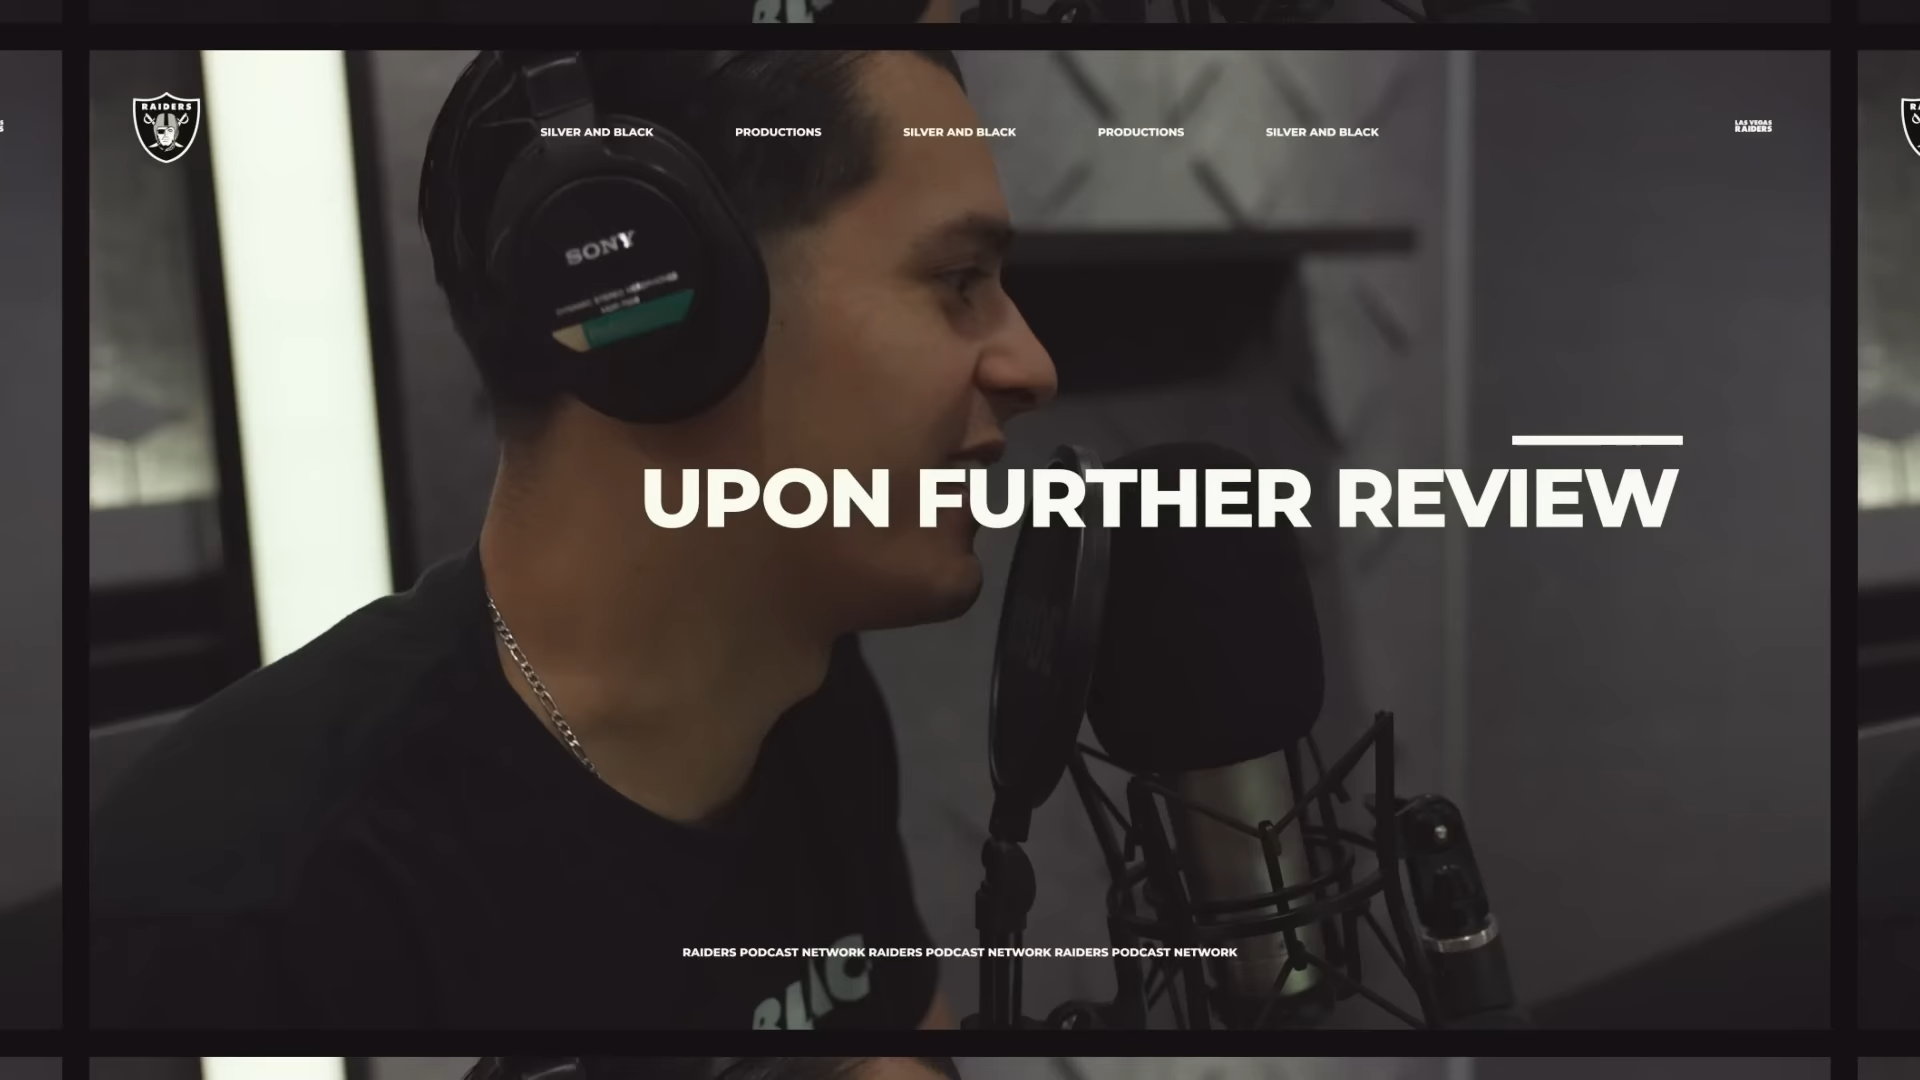 RAIDERS
SILVER AND BLACK PRODUCTIONS SILVER AND BLACK PRODUCTIONS SILVER AND BLACK
LAS VEGAS
RAIDERS
SONY
UPON FURTHER REVIEW
RAIDERS PODCAST NETWORK RAIDERS PODCAST NETWORK RAIDERS PODCAST NETWORK